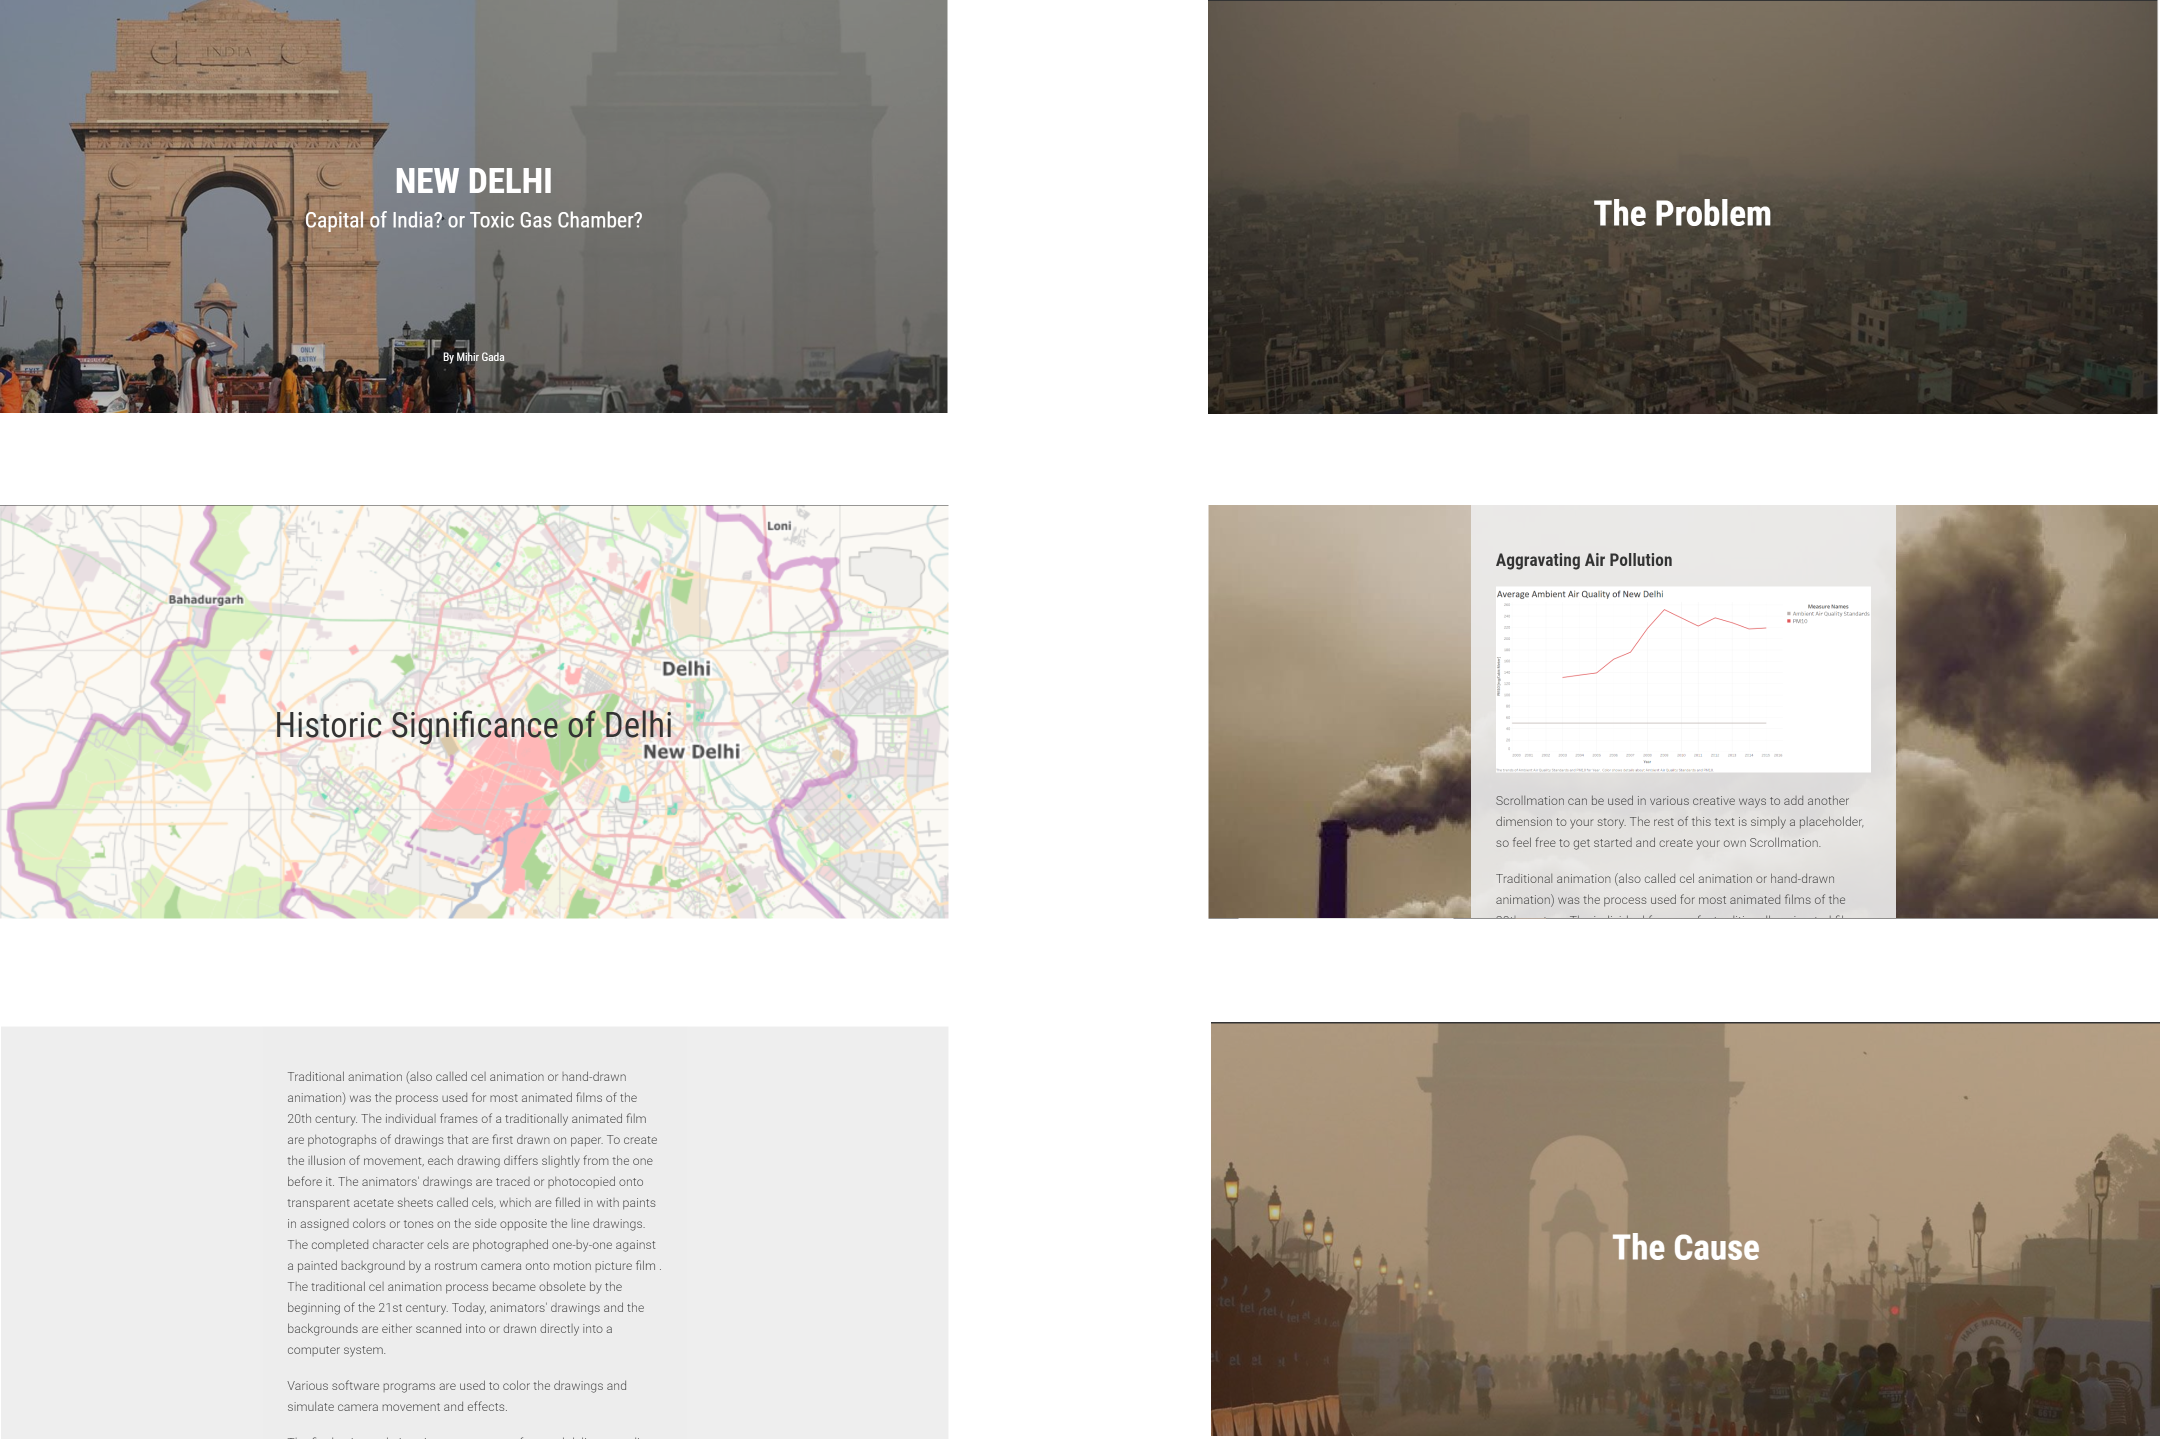 INDIA
NEW DELHI
Capital of India? or Toxic Gas Chamber?
ONLY
ENTRY
EXIT
By Mihir Gada
The Problem
Loni
Bahadurgarh
Delhi
Historic Significance of Delhi
New Delhi
Aggravating Air Pollution
Average Ambient Air Quality of New Delhi
Measure Names
Ambient Air Quality Standards
PM10
Year
Scrollmation can be used in various creative ways to add another
dimension to your story. The rest of this text is simply a placeholder,
so feel free to get started and create your own Scrollmation.
Traditional animation (also called cel animation or hand-drawn
animation) was the process used for most animated films of the
Traditional animation (also called cel animation or hand-drawn
animation) was the process used for most animated films of the
20th century. The individual frames of a traditionally animated film
are photographs of drawings that are first drawn on paper. To create
the illusion of movement, each drawing differs slightly from the one
before it. The animators' drawings are traced or photocopied onto
transparent acetate sheets called cels, which are filled in with paints
in assigned colors or tones on the side opposite the line drawings.
The completed character cels are photographed one-by-one against
a painted background by a rostrum camera onto motion picture film .
The traditional cel animation process became obsolete by the
beginning of the 21st century. Today, animators' drawings and the
backgrounds are either scanned into or drawn directly into a
computer system.
Various software programs are used to color the drawings and
simulate camera movement and effects.
The Cause
tel tel tel
HALF MARATHON